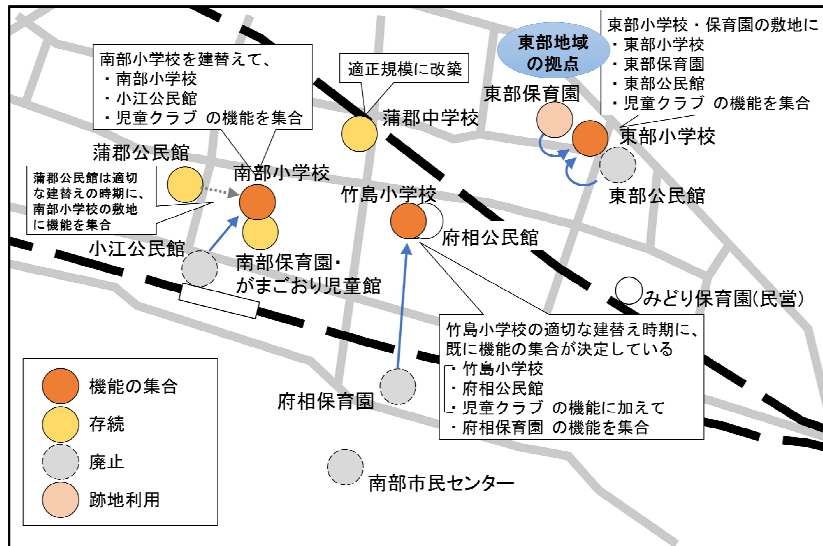 南部小学校を建替えて、
・南部小学校
・小江公民館
・児童クラブ の機能を集合
適正規模に改築
東部地域
の拠点
東部小学校・保育園の敷地に
・東部小学校
・東部保育園
・東部公民館
・児童クラブ の機能を集合
東部保育園
蒲郡中学校
東部小学校
蒲郡公民館
南部小学校
竹島小学校
東部公民館
蒲郡公民館は適切
な建替えの時期に、
南部小学校の敷地
に機能を集合
府相公民館
小江公民館
南部保育園・
がまごおり児童館
みどり保育園(民営)
竹島小学校の適切な建替え時期に、
既に機能の集合が決定している
・竹島小学校
・府相公民館
・児童クラブ の機能に加えて
・府相保育園 の機能を集合
府相保育園
南部市民センター
機能の集合
存続
廃止
跡地利用